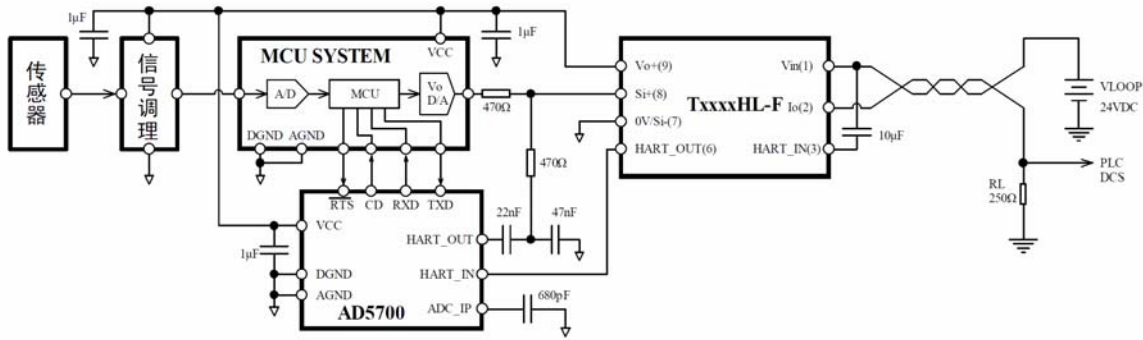 1μF
VCC
1μF
传感器
信号调理
MCU SYSTEM
A/D
MCU
Vo
D/A
470Ω
DGND
AGND
RTS
CD
RXD
TXD
470Ω
VCC
1μF
HART_OUT
22nF
47nF
DGND
HART_IN
AGND
ADC_IP
680pF
AD5700
Vo+(9)
Vin(1)
Si+(8)
TxxxxHL-F
Io(2)
0V/Si-(7)
HART_OUT(6)
HART_IN(3)
10μF
VLOOP
24VDC
PLC
DCS
RL
250Ω